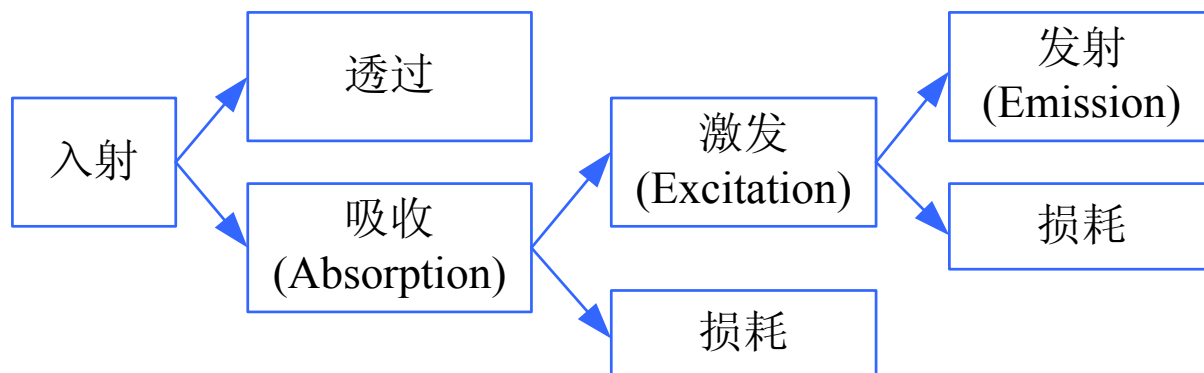 入射
透过
吸收
(Absorption)
激发
(Excitation)
损耗
发射
(Emission)
损耗